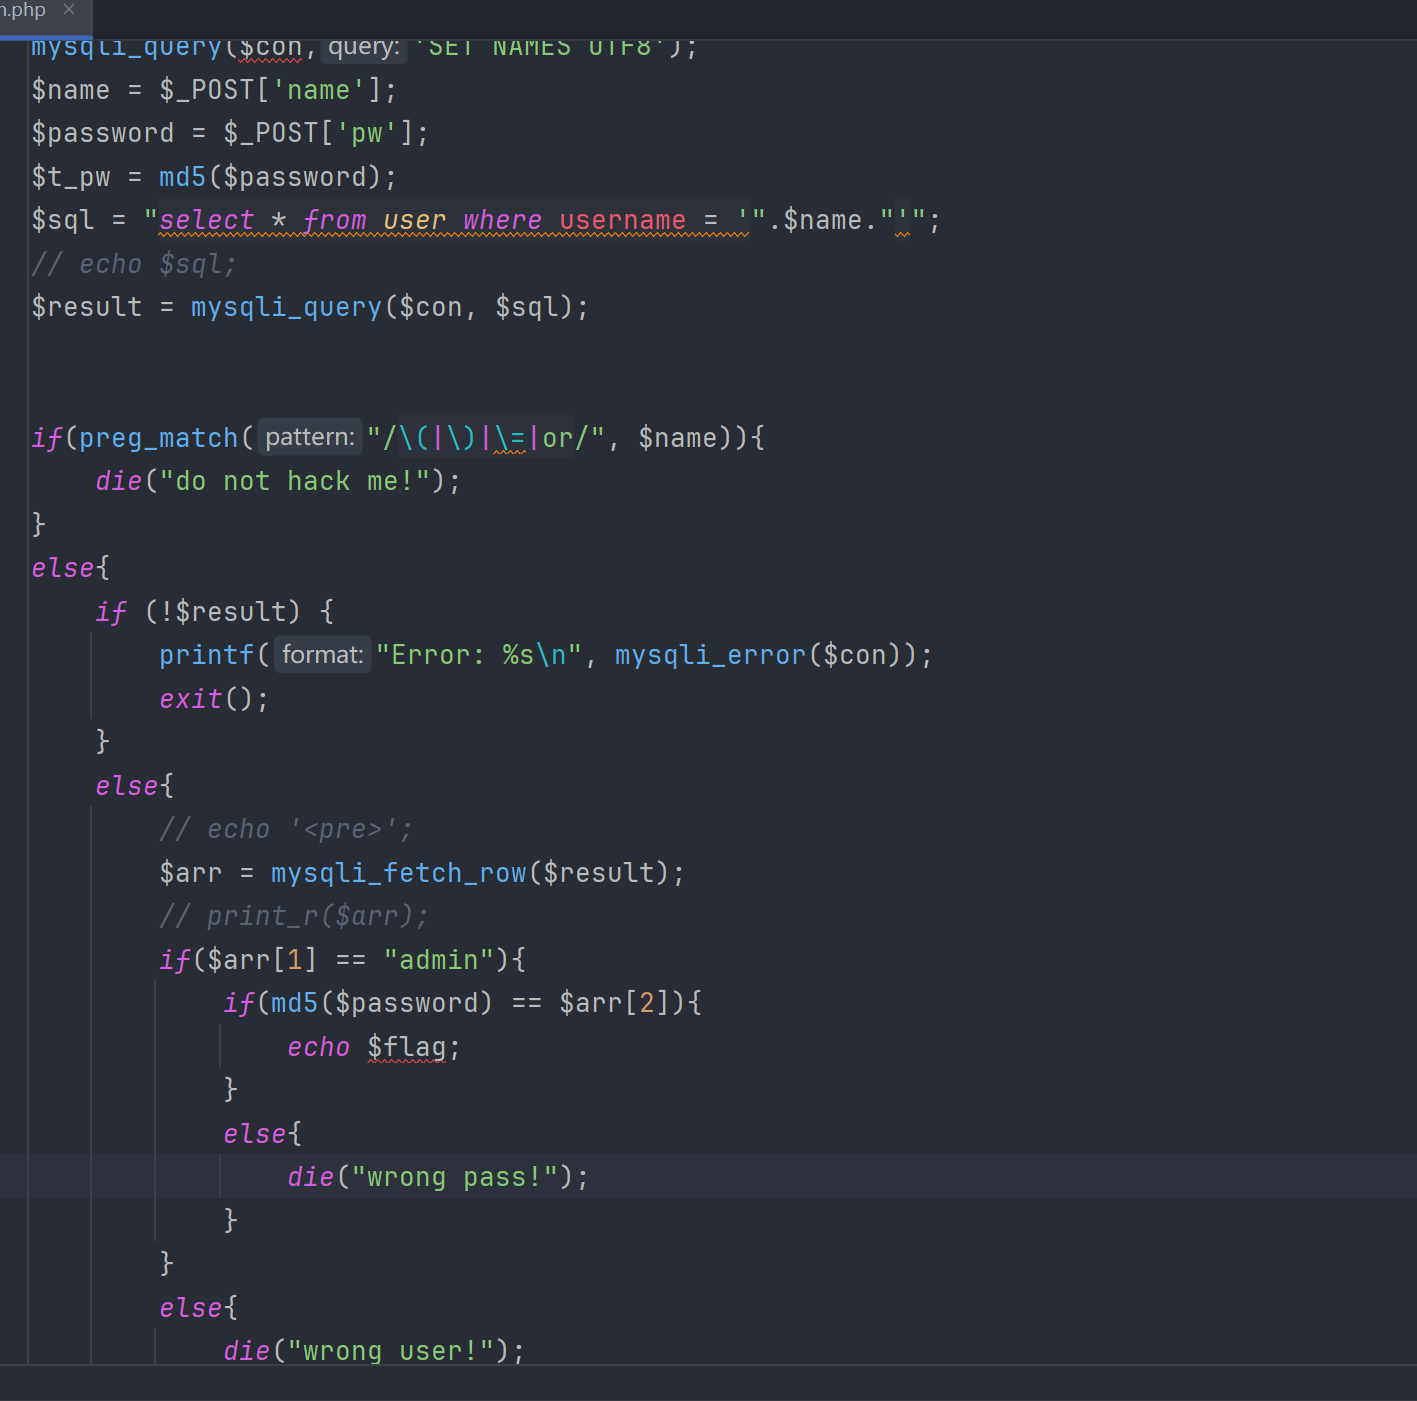 n.php ×
mysqli_query($con, query: 'SET NAMES UTF8');
$name = $_POST['name'];
$password = $_POST['pw'];
$t_pw = md5($password);
$sql = "select * from user where username = '".$name."'";
// echo $sql;
$result = mysqli_query($con, $sql);
if(preg_match( pattern: "/\(|\)|\=|or/", $name)){
die("do not hack me!");
}
else{
if (!$result) {
printf( format: "Error: %s\n", mysqli_error($con));
exit();
}
else{
// echo '<pre>';
$arr = mysqli_fetch_row($result);
// print_r($arr);
if($arr[1] == "admin"){
if(md5($password) == $arr[2]){
echo $flag;
}
else{
die("wrong pass!");
}
}
else{
die("wrong user!");